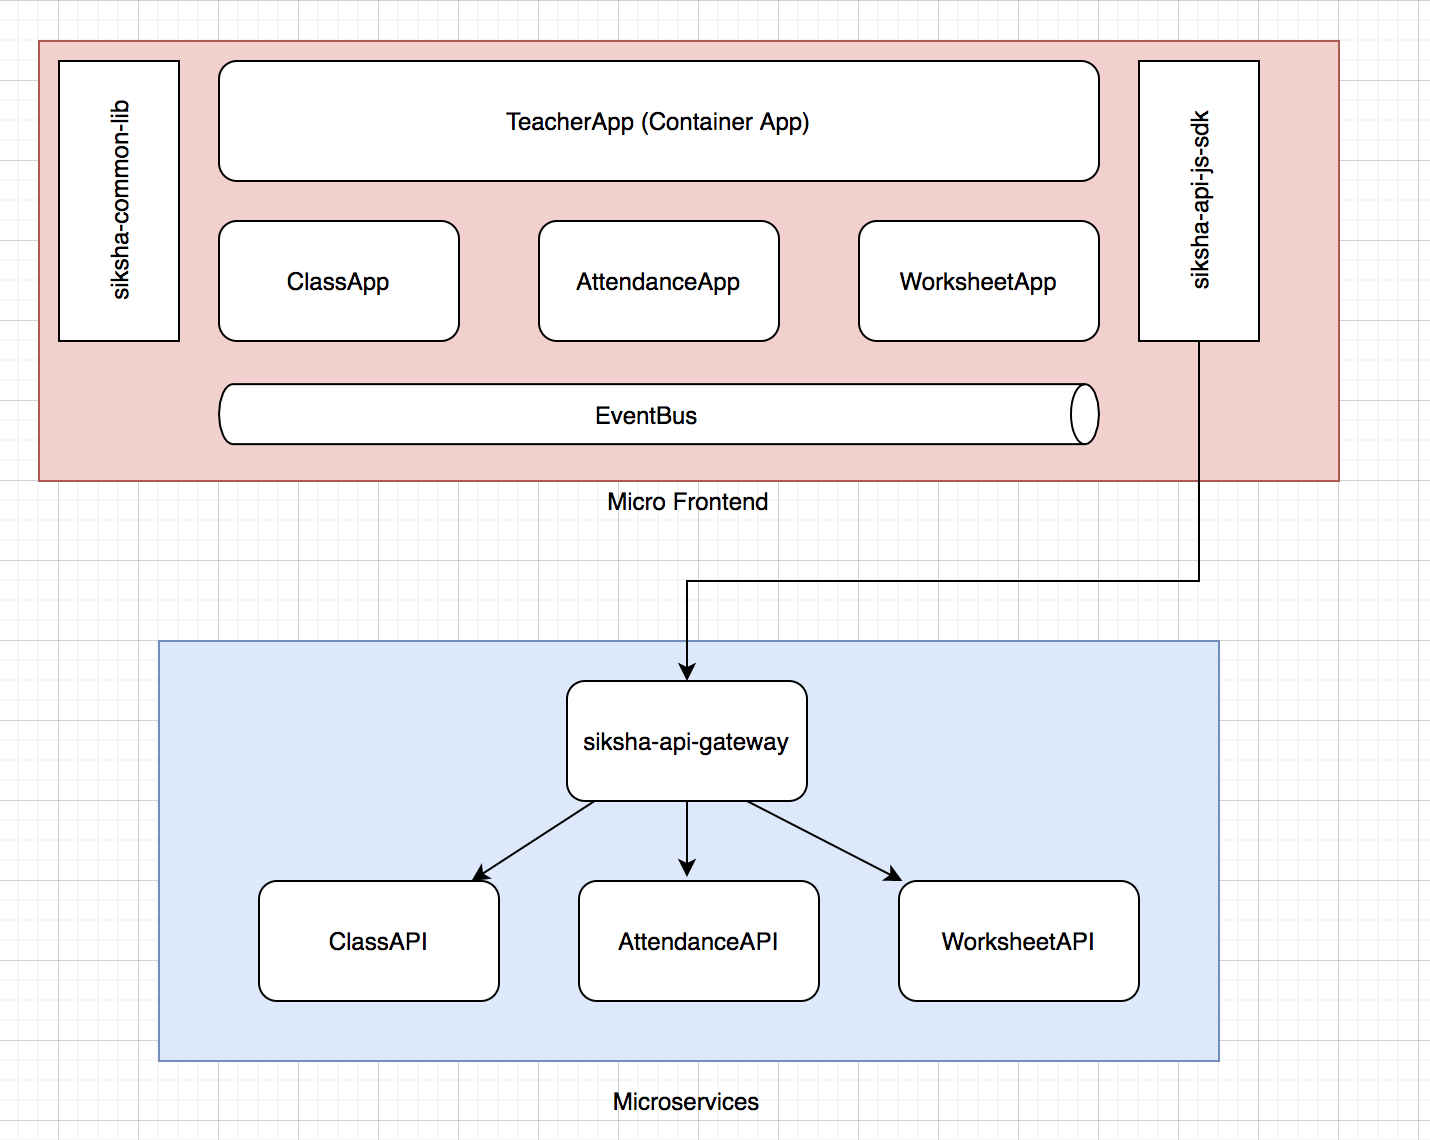 siksha-common-lib
TeacherApp (Container App)
siksha-api-js-sdk
ClassApp
AttendanceApp
WorksheetApp
EventBus
Micro Frontend
siksha-api-gateway
ClassAPI
AttendanceAPI
WorksheetAPI
Microservices